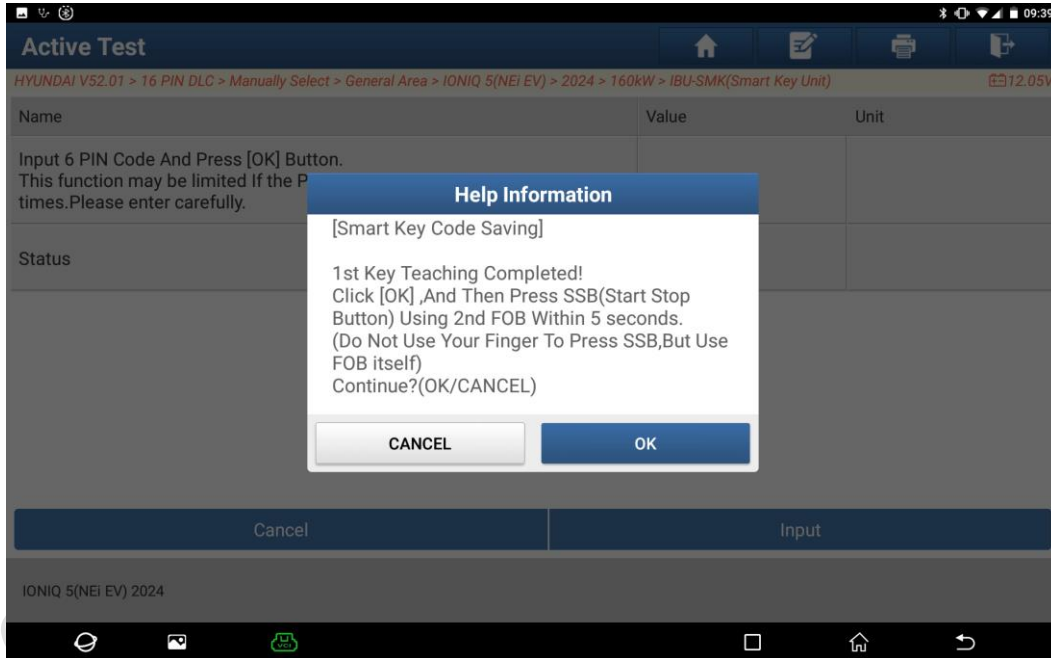 09:39
Active Test
HYUNDAI V52.01 > 16 PIN DLC > Manually Select > General Area > IONIQ 5(NEi EV) > 2024 > 160kW > IBU-SMK(Smart Key Unit) 12.05V
Name Value Unit
Input 6 PIN Code And Press [OK] Button.
This function may be limited If the P
times.Please enter carefully.
Status
Help Information
[Smart Key Code Saving]
1st Key Teaching Completed!
Click [OK] ,And Then Press SSB(Start Stop
Button) Using 2nd FOB Within 5 seconds.
(Do Not Use Your Finger To Press SSB,But Use
FOB itself)
Continue?(OK/CANCEL)
CANCEL OK
Cancel Input
IONIQ 5(NEi EV) 2024
VCI